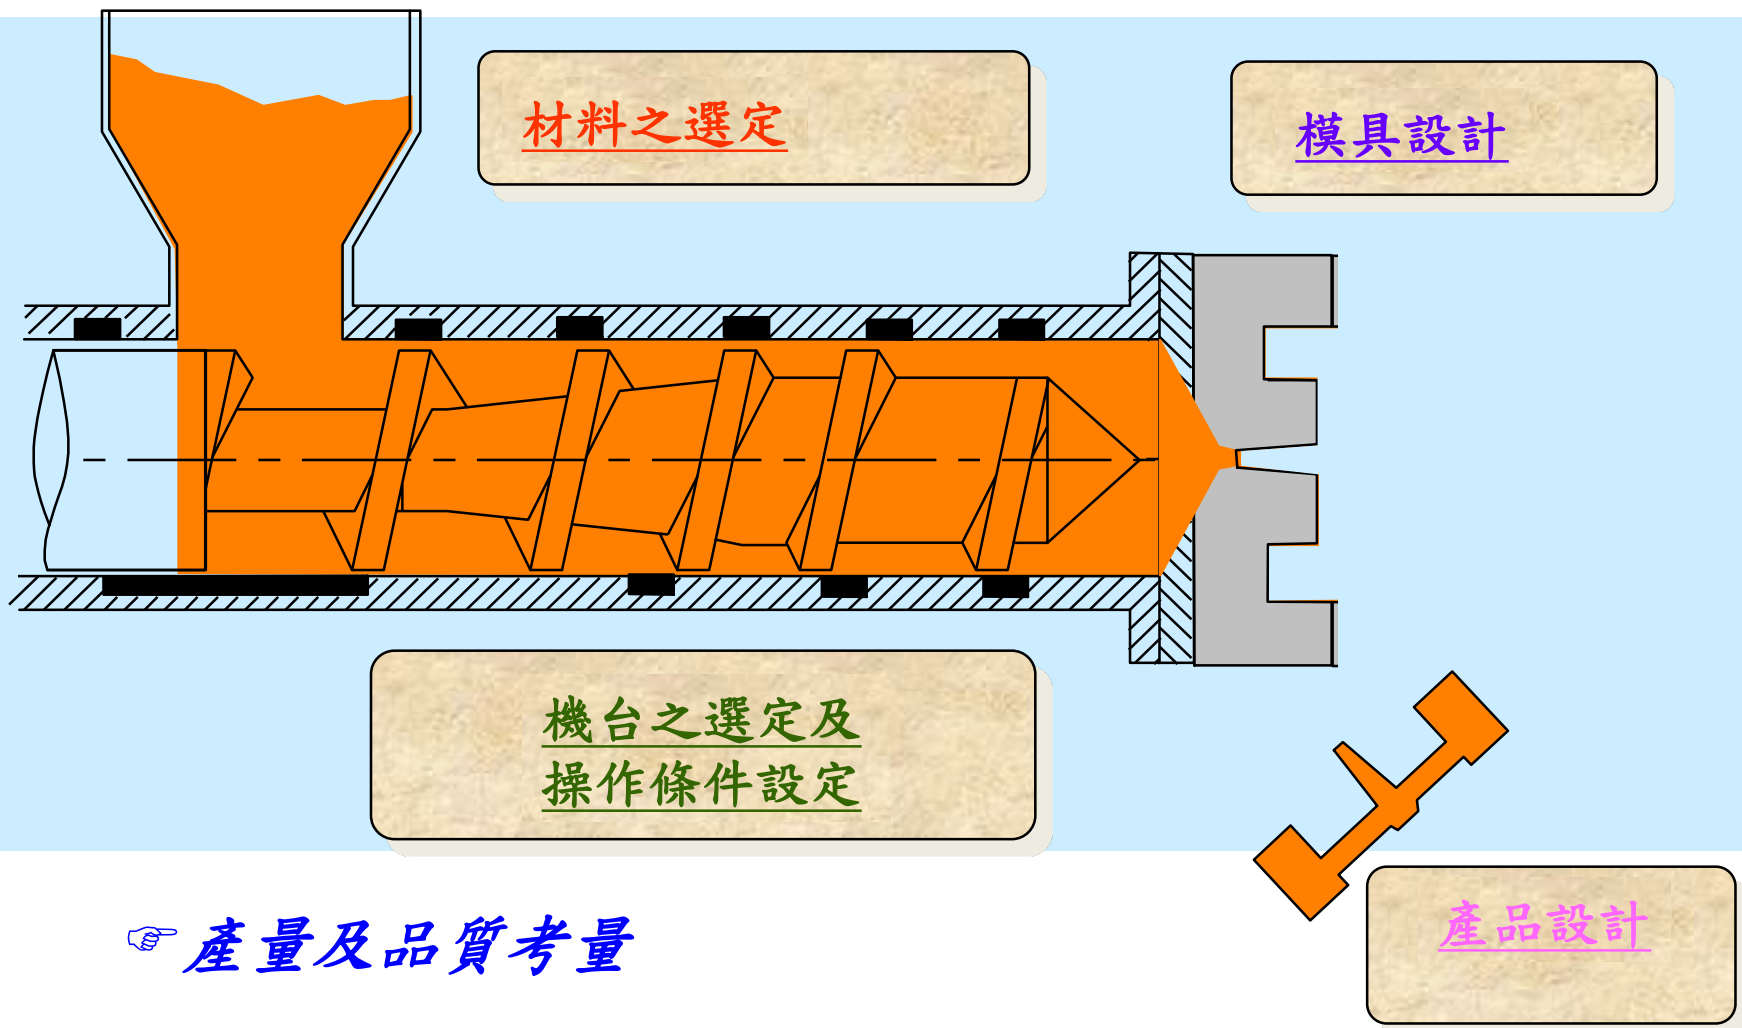 材料之選定
模具設計
機台之選定及
操作條件設定
產品設計
☞產量及品質考量